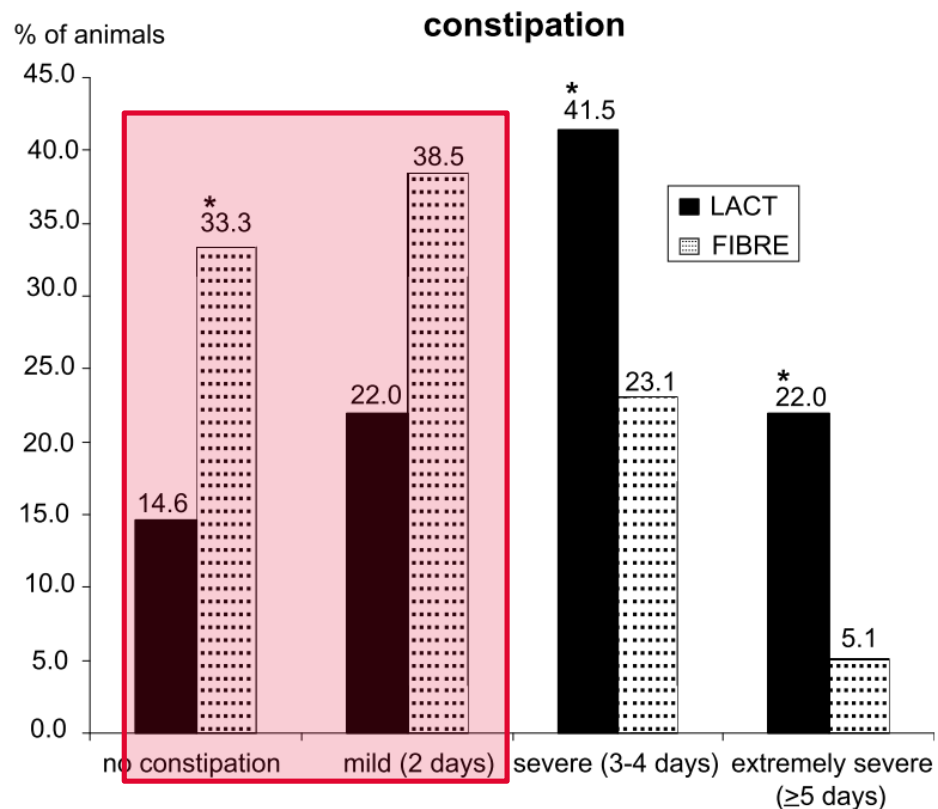 constipation
% of animals
45.0
40.0
35.0
30.0
25.0
20.0
15.0
10.0
5.0
0.0
14.6
*
33.3
22.0
38.5
*
41.5
23.1
*
22.0
5.1
LACT
FIBRE
no constipation
mild (2 days)
severe (3-4 days)
extremely severe
(≥5 days)